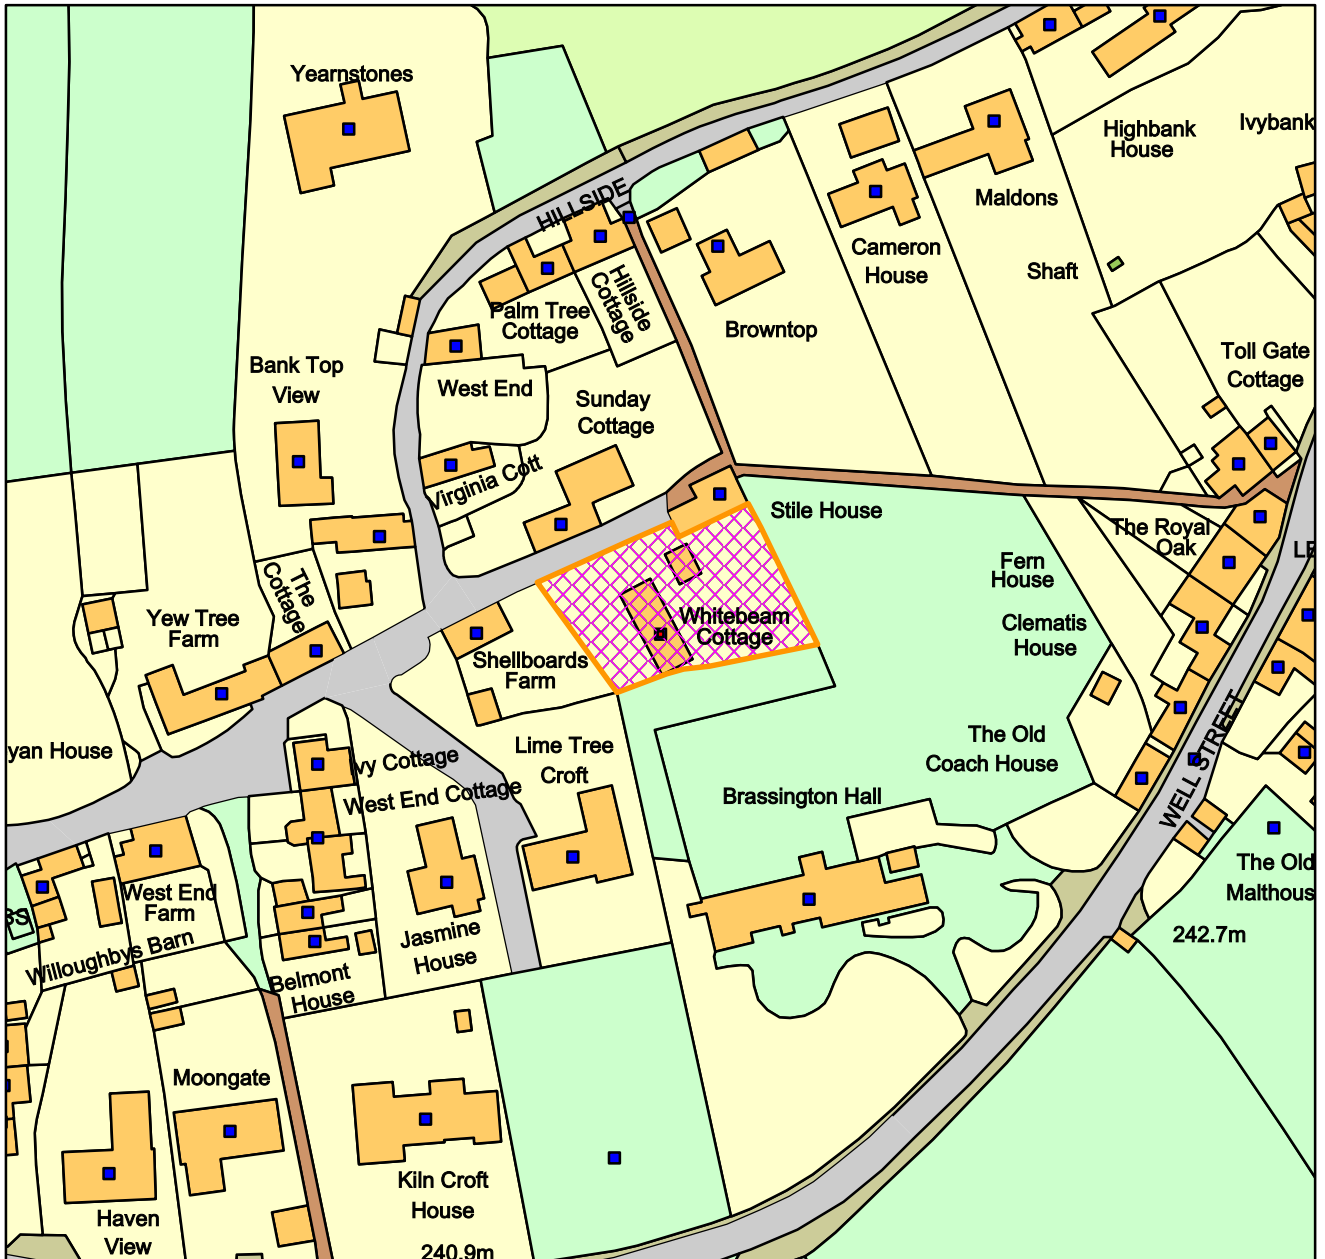 Yearnstones
HILLSIDE
Highbank
House
Ivybank
Maldons
Cameron
House
Shaft
Palm Tree
Cottage
Hillside
Cottage
Browntop
Bank Top
View
West End
Sunday
Cottage
Toll Gate
Cottage
Virginia Cott
Stile House
The Royal
Oak
LE
Fern
House
The
Cottage
Yew Tree
Farm
Whitebeam
Cottage
Clematis
House
Shellboards
Farm
WELL STREET
yan House
Lime Tree
Croft
The Old
Coach House
Ivy Cottage
West End Cottage
Brassington Hall
The Old
Malthous
West End
Farm
Willoughbys Barn
Jasmine
House
242.7m
Belmont
House
Moongate
Kiln Croft
House
Haven
View
240.9m